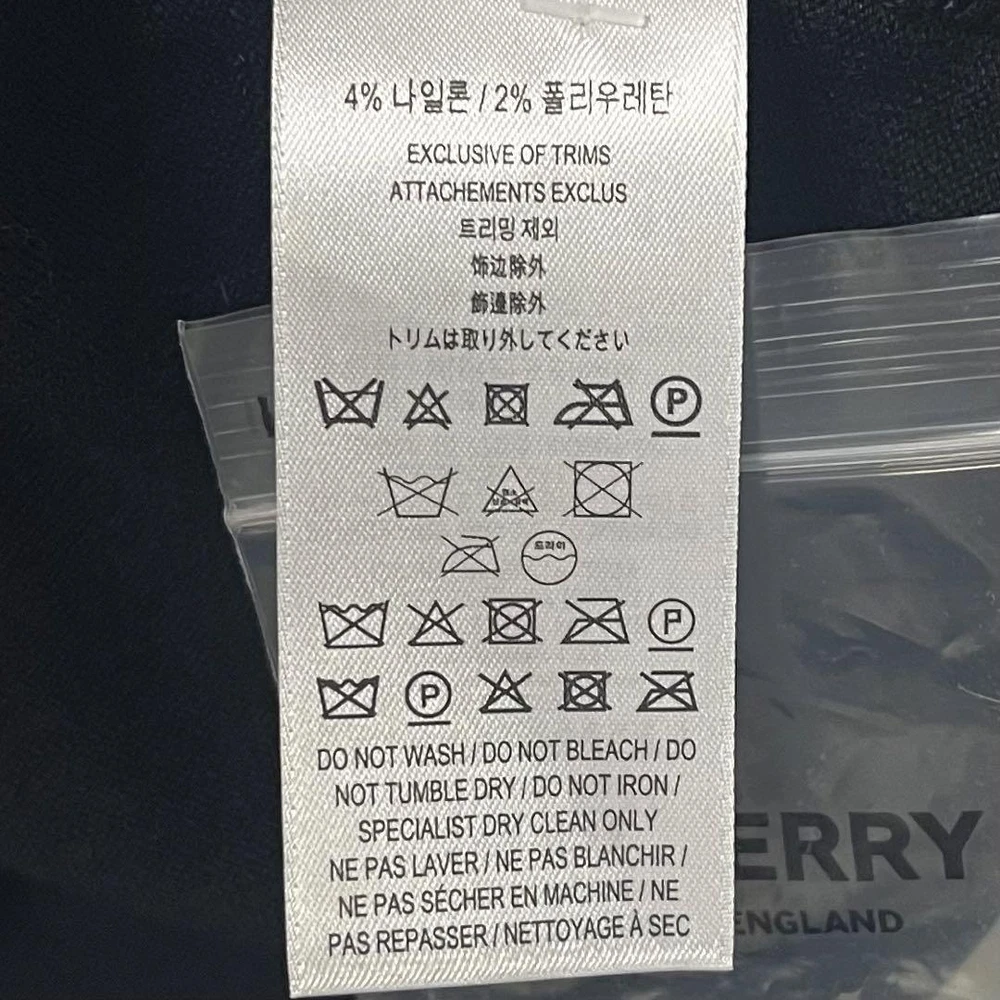 4% 나일론 / 2% 폴리우레탄
EXCLUSIVE OF TRIMS
ATTACHEMENTS EXCLUS
트리밍 제외
饰边除外
飾邊除外
トリムは取り外してください
P
드라이
P
P
DO NOT WASH / DO NOT BLEACH / DO
NOT TUMBLE DRY / DO NOT IRON /
SPECIALIST DRY CLEAN ONLY
NE PAS LAVER / NE PAS BLANCHIR /
NE PAS SÉCHER EN MACHINE / NE
PAS REPASSER / NETTOYAGE À SEC
ERRY
ENGLAND